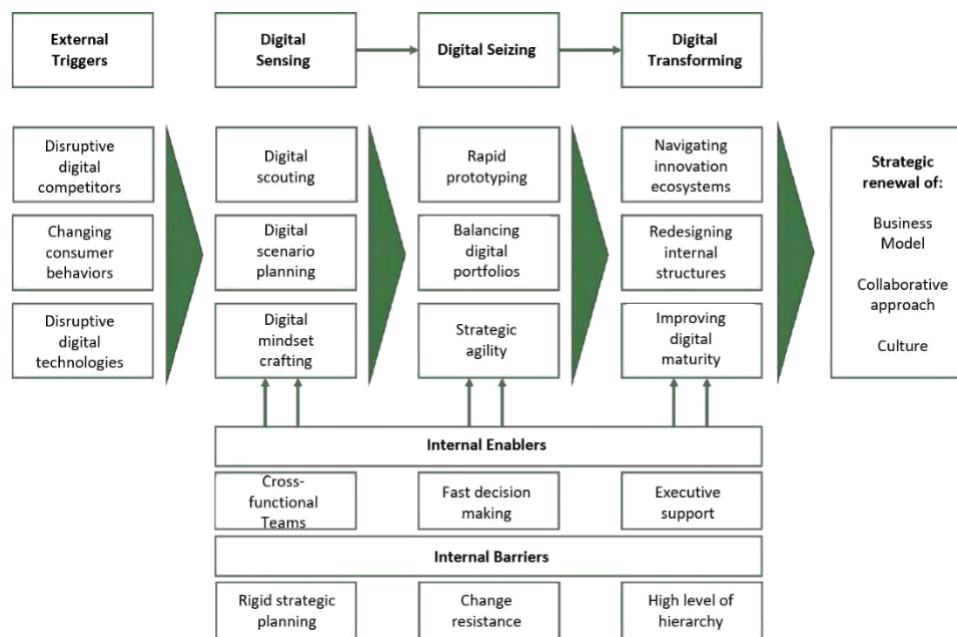 External
Triggers
Digital
Sensing
Digital Seizing
Digital
Transforming
Disruptive
digital
competitors
Digital
scouting
Rapid
prototyping
Navigating
innovation
ecosystems
Changing
consumer
behaviors
Digital
scenario
planning
Balancing
digital
portfolios
Redesigning
internal
structures
Disruptive
digital
technologies
Digital
mindset
crafting
Strategic
agility
Improving
digital
maturity
Strategic
renewal of:
Business
Model
Collaborative
approach
Culture
Internal Enablers
Cross-
functional
Teams
Fast decision
making
Executive
support
Internal Barriers
Rigid strategic
planning
Change
resistance
High level of
hierarchy